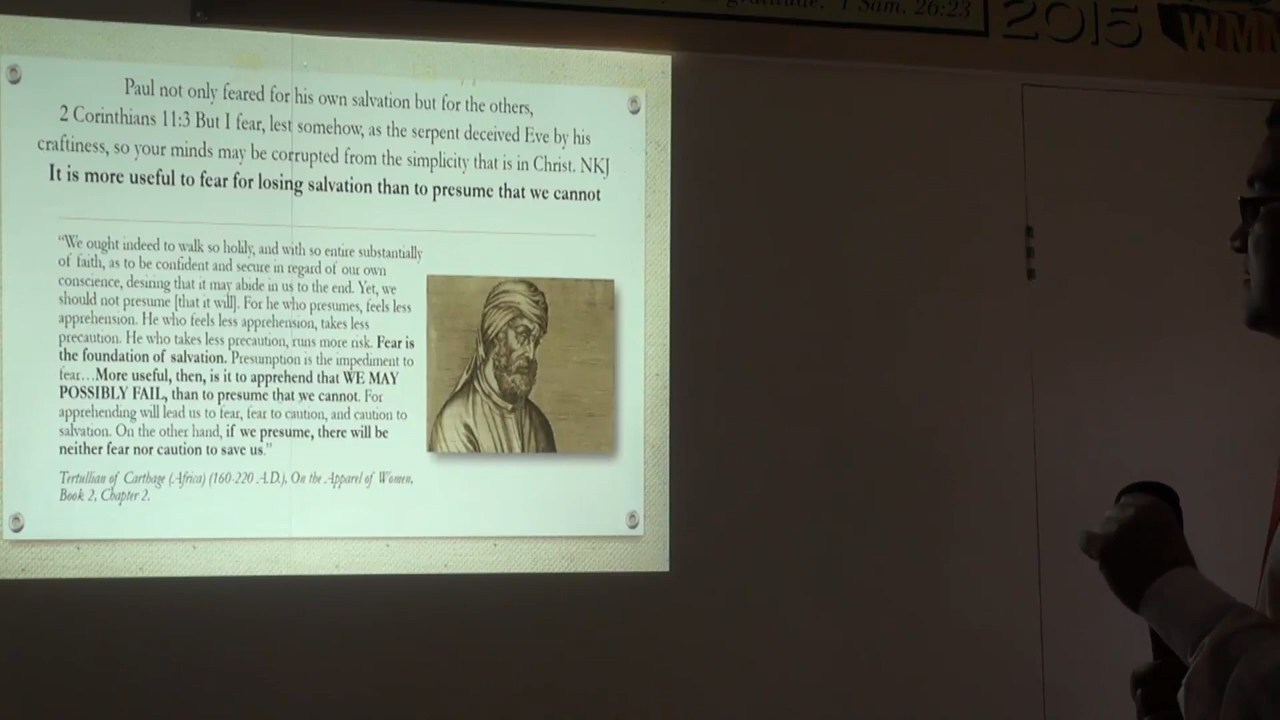 gratitude. 1 Sam. 26:23
2015 WMM
Paul not only feared for his own salvation but for the others,
2 Corinthians 11:3 But I fear, lest somehow, as the serpent deceived Eve by his
craftiness, so your minds may be corrupted from the simplicity that is in Christ. NKJ
It is more useful to fear for losing salvation than to presume that we cannot
“We ought indeed to walk so holily, and with so entire substantially
of faith, as to be confident and secure in regard of our own
conscience, desiring that it may abide in us to the end. Yet, we
should not presume [that it will]. For he who presumes, feels less
apprehension. He who feels less apprehension, takes less
precaution. He who takes less precaution, runs more risk. Fear is
the foundation of salvation. Presumption is the impediment to
fear…More useful, then, is it to apprehend that WE MAY
POSSIBLY FAIL, than to presume that we cannot. For
apprehending will lead us to fear, fear to caution, and caution to
salvation. On the other hand, if we presume, there will be
neither fear nor caution to save us.”
Tertullian of Carthage (Africa) (160-220 A.D.), On the Apparel of Women,
Book 2, Chapter 2.